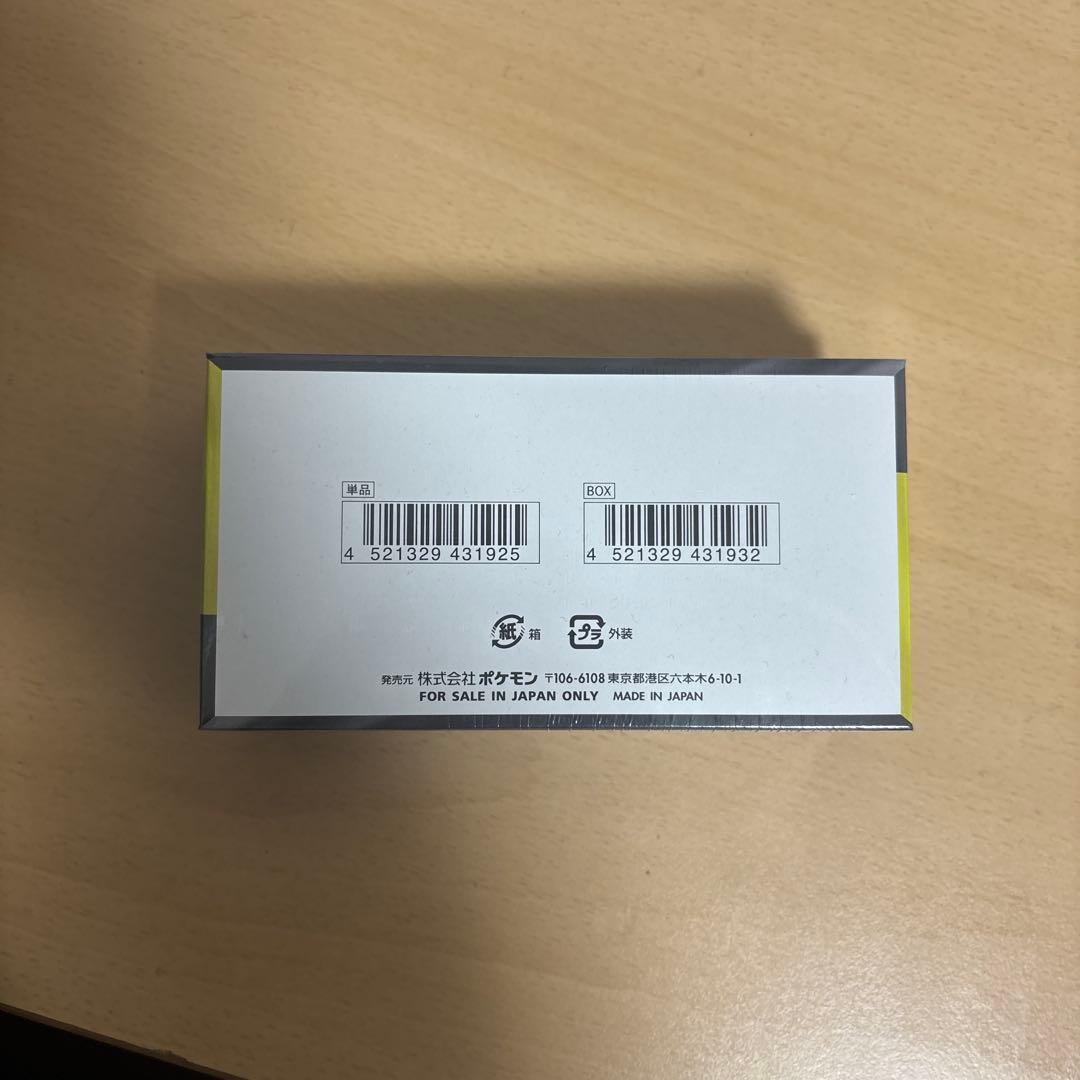 単品
BOX
4 521329 431925
4 521329 431932
紙 箱
プラ 外装
発売元 株式会社 ポケモン 〒106-6108 東京都港区六本木6-10-1
FOR SALE IN JAPAN ONLY MADE IN JAPAN